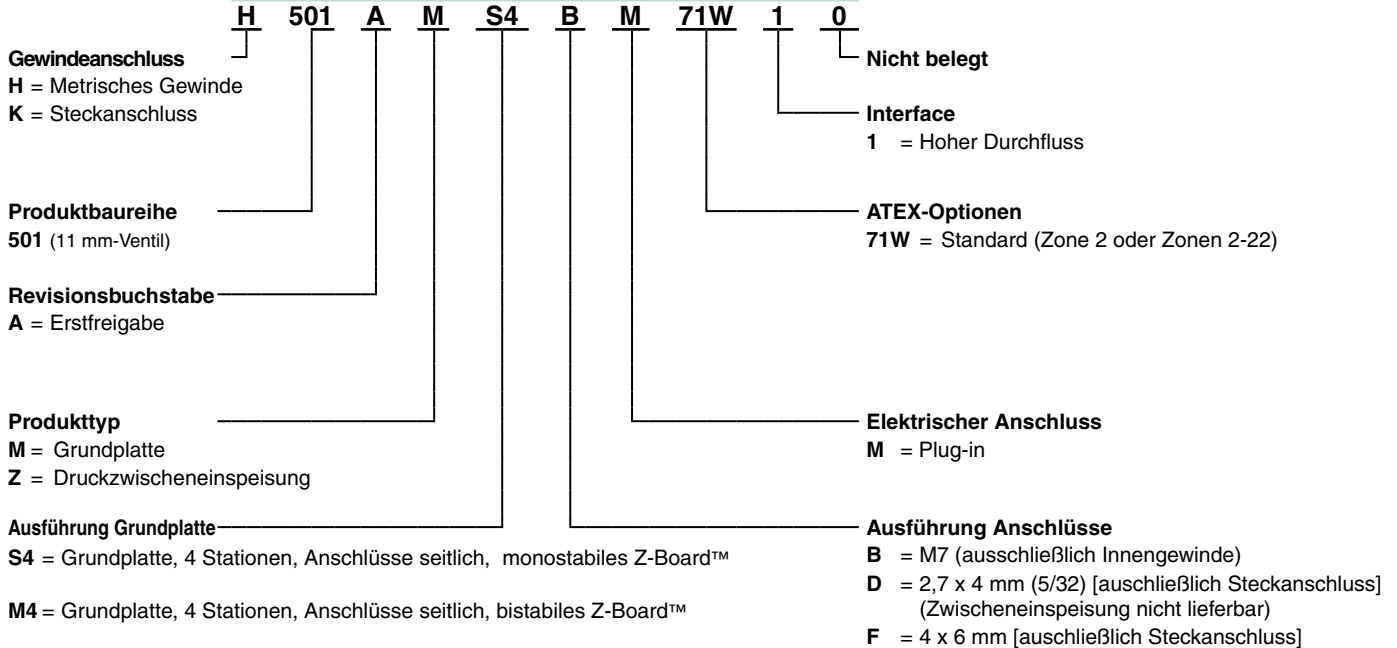 H 501 A M S4 B M 71W 1 0
Gewindeanschluss
H = Metrisches Gewinde
K = Steckanschluss
Produktbaureihe
501 (11 mm-Ventil)
Revisionsbuchstabe
A = Erstfreigabe
Produkttyp
M = Grundplatte
Z = Druckzwischeneinspeisung
Ausführung Grundplatte
S4 = Grundplatte, 4 Stationen, Anschlüsse seitlich, monostabiles Z-Board™
M4 = Grundplatte, 4 Stationen, Anschlüsse seitlich, bistabiles Z-Board™
Nicht belegt
Interface
1 = Hoher Durchfluss
ATEX-Optionen
71W = Standard (Zone 2 oder Zonen 2-22)
Elektrischer Anschluss
M = Plug-in
Ausführung Anschlüsse
B = M7 (ausschließlich Innengewinde)
D = 2,7 x 4 mm (5/32) [auschließlich Steckanschluss]
(Zwischeneinspeisung nicht lieferbar)
F = 4 x 6 mm [auschließlich Steckanschluss]